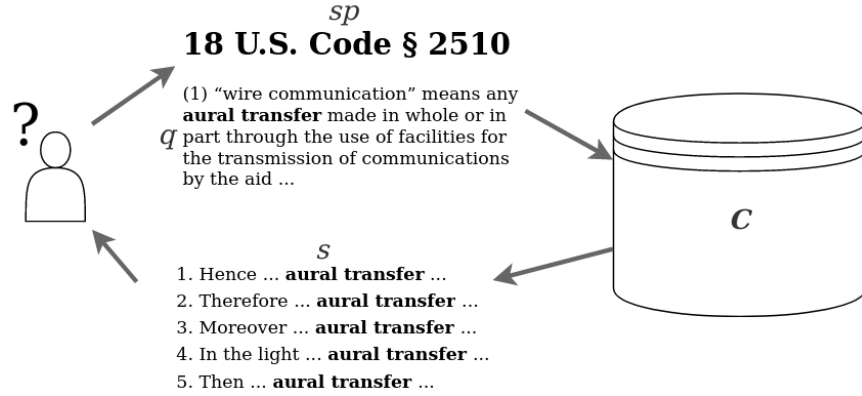 sp
18 U.S. Code § 2510
?
(1) “wire communication” means any
aural transfer made in whole or in
q part through the use of facilities for
the transmission of communications
by the aid ...
C
s
1. Hence ... aural transfer ...
2. Therefore ... aural transfer ...
3. Moreover ... aural transfer ...
4. In the light ... aural transfer ...
5. Then ... aural transfer ...